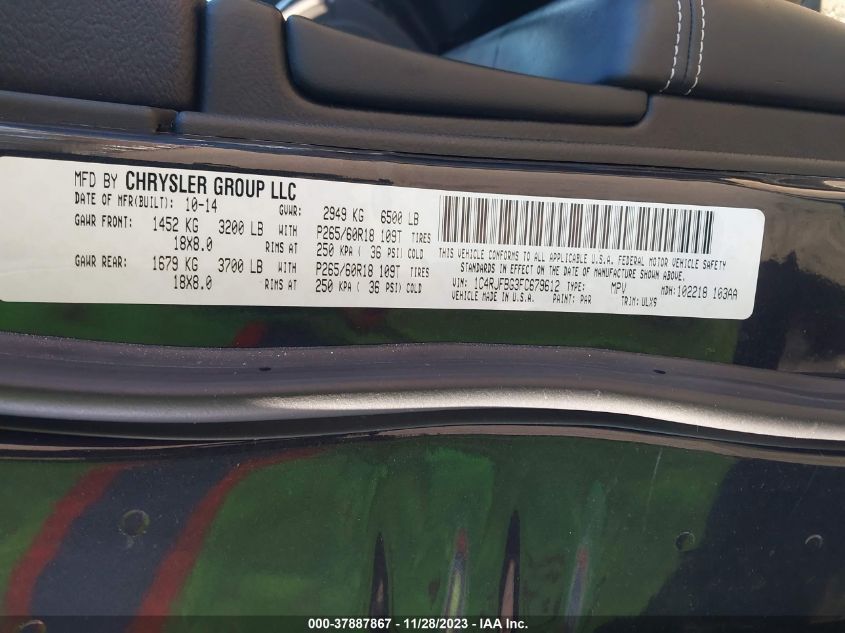 MFD BY CHRYSLER GROUP LLC
DATE OF MFR(BUILT): 10-14 GVWR: 2949 KG 6500 LB
GAWR FRONT: 1452 KG 3200 LB WITH P265/60R18 109T TIRES
18X8.0 RIMS AT 250 KPA ( 36 PSI) COLD
GAWR REAR: 1679 KG 3700 LB WITH P265/60R18 109T TIRES
18X8.0 RIMS AT 250 KPA ( 36 PSI) COLD
THIS VEHICLE CONFORMS TO ALL APPLICABLE U.S.A. FEDERAL MOTOR VEHICLE SAFETY
STANDARDS IN EFFECT ON THE DATE OF MANUFACTURE SHOWN ABOVE.
VIN: 1C4RJFBG3FC679612 TYPE: MPV MDH: 102218 103AA
VEHICLE MADE IN U.S.A. PAINT: PAR TRIM: ULX9
000-37887867 • 11/28/2023 • IAA Inc.